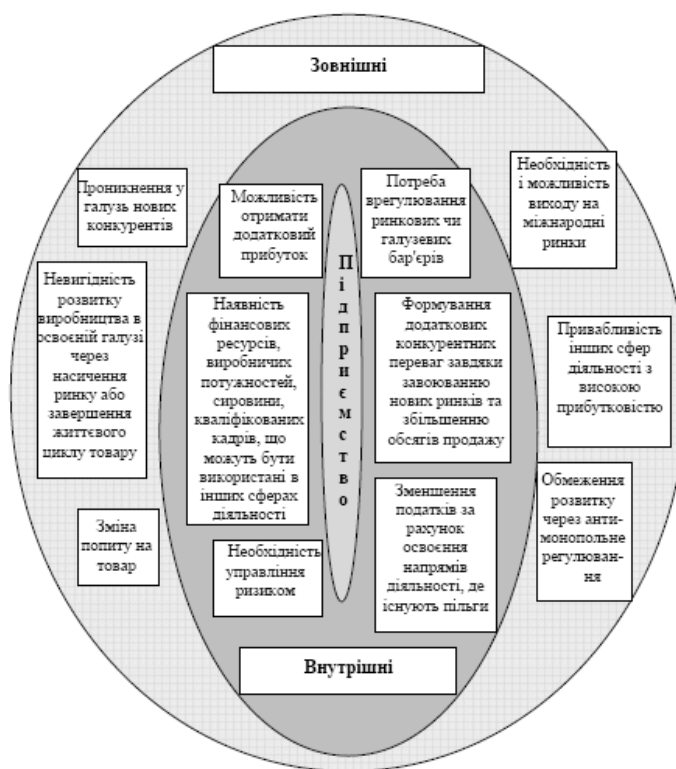 Зовнішні
Проникнення у
галузь нових
конкурентів
Невигідність
розвитку
виробництва в
освоєній галузі
через
насичення
ринку або
завершення
життєвого
циклу товару
Зміна
попиту на
товар
Можливість
отримати
додатковий
прибуток
Наявність
фінансових
ресурсів,
виробничих
потужностей,
сировини,
кваліфікованих
кадрів, що
можуть бути
використані в
інших сферах
діяльності
Необхідність
управління
ризиком
Підприємство
Потреба
врегулювання
ринкових чи
галузевих
бар'єрів
Формування
додаткових
конкурентних
переваг завдяки
завоюванню
нових ринків та
збільшенню
обсягів продажу
Зменшення
податків за
рахунок
освоєння
напрямів
діяльності, де
існують пільги
Необхідність
і можливість
виходу на
міжнародні
ринки
Привабливість
інших сфер
діяльності з
високою
прибутковістю
Обмеження
розвитку
через анти-
монопольне
регулюван-
ня
Внутрішні